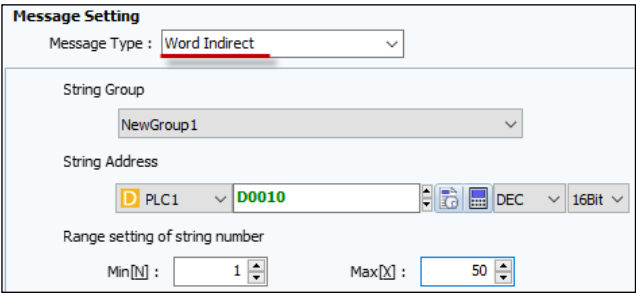 Message Setting
Message Type : Word Indirect
String Group
NewGroup1
String Address
D PLC1 D0010 DEC 16Bit
Range setting of string number
Min[N] : 1 Max[X] : 50